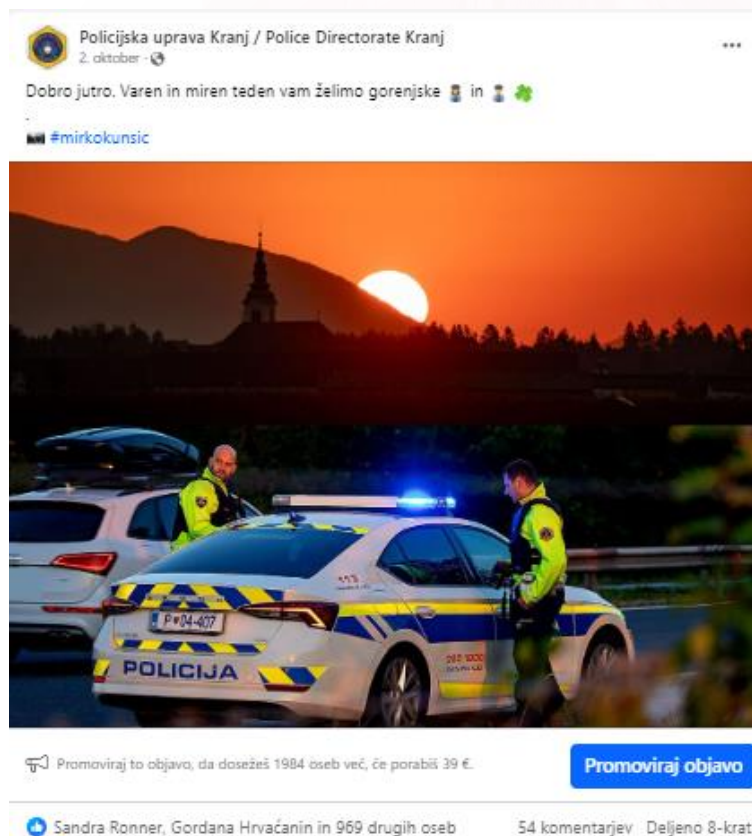 Policijska uprava Kranj / Police Directorate Kranj
2. oktober
Dobro jutro. Varen in miren teden vam želimo gorenjske 👮‍♀️ in 👮‍♂️ 🍀
.
📷 #mirkokunsic
113
P 04-407
POLICIJA
080 1200
Promoviraj to objavo, da dosežeš 1984 oseb več, če porabiš 39 €.
Promoviraj objavo
Sandra Ronner, Gordana Hrvaćanin in 969 drugih oseb
54 komentarjev Deljeno 8-krat